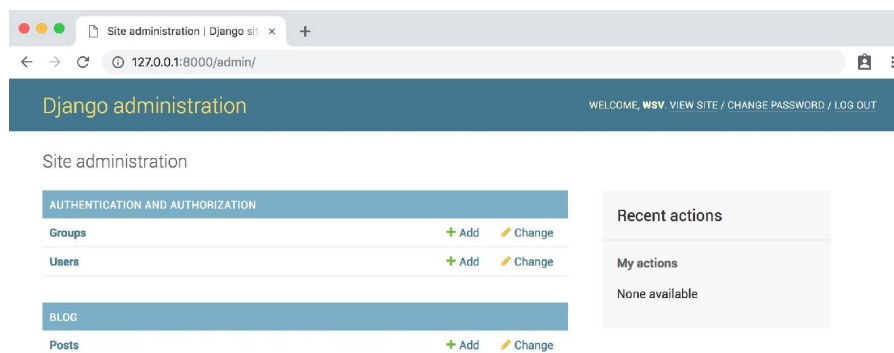 Site administration | Django sit
127.0.0.1:8000/admin/
Django administration
WELCOME, WSV. VIEW SITE / CHANGE PASSWORD / LOG OUT
Site administration
AUTHENTICATION AND AUTHORIZATION
Groups
Add
Change
Users
Add
Change
BLOG
Posts
Add
Change
Recent actions
My actions
None available